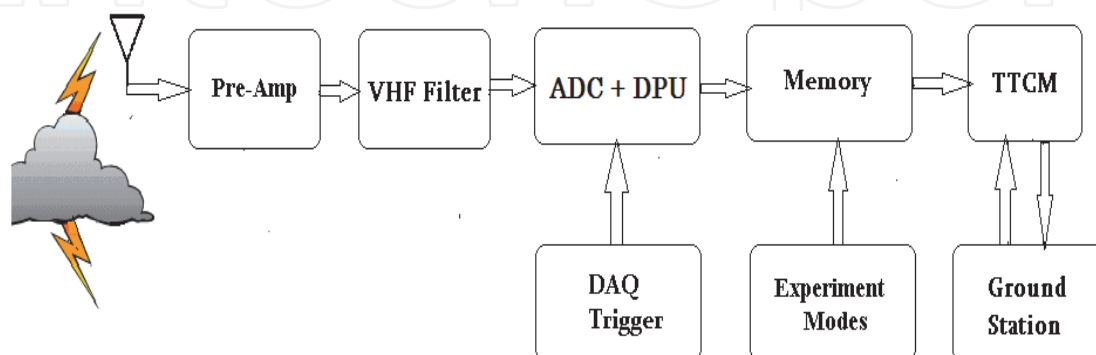 Pre-Amp
VHF Filter
ADC + DPU
Memory
TTCM
DAQ
Trigger
Experiment
Modes
Ground
Station